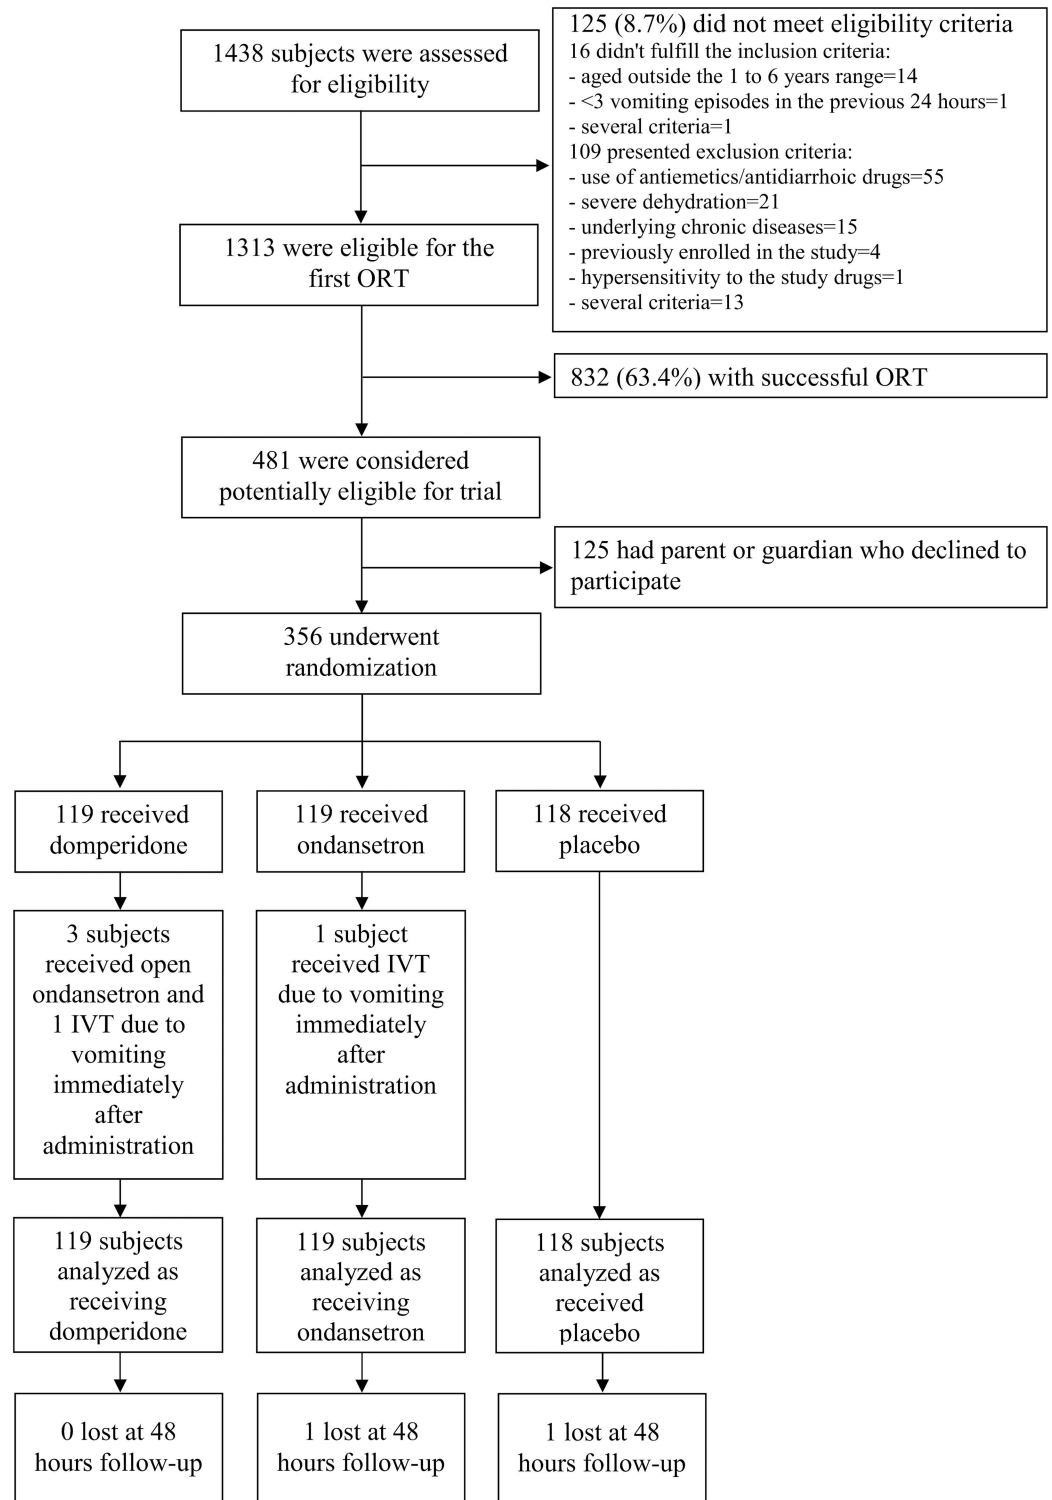 1438 subjects were assessed
for eligibility
125 (8.7%) did not meet eligibility criteria
16 didn't fulfill the inclusion criteria:
- aged outside the 1 to 6 years range=14
- <3 vomiting episodes in the previous 24 hours=1
- several criteria=1
109 presented exclusion criteria:
- use of antiemetics/antidiarrhoic drugs=55
- severe dehydration=21
- underlying chronic diseases=15
- previously enrolled in the study=4
- hypersensitivity to the study drugs=1
- several criteria=13
1313 were eligible for the
first ORT
832 (63.4%) with successful ORT
481 were considered
potentially eligible for trial
125 had parent or guardian who declined to
participate
356 underwent
randomization
119 received
domperidone
119 received
ondansetron
118 received
placebo
3 subjects
received open
ondansetron and
1 IVT due to
vomiting
immediately
after
administration
1 subject
received IVT
due to vomiting
immediately
after
administration
119 subjects
analyzed as
receiving
domperidone
119 subjects
analyzed as
receiving
ondansetron
118 subjects
analyzed as
received
placebo
0 lost at 48
hours follow-up
1 lost at 48
hours follow-up
1 lost at 48
hours follow-up